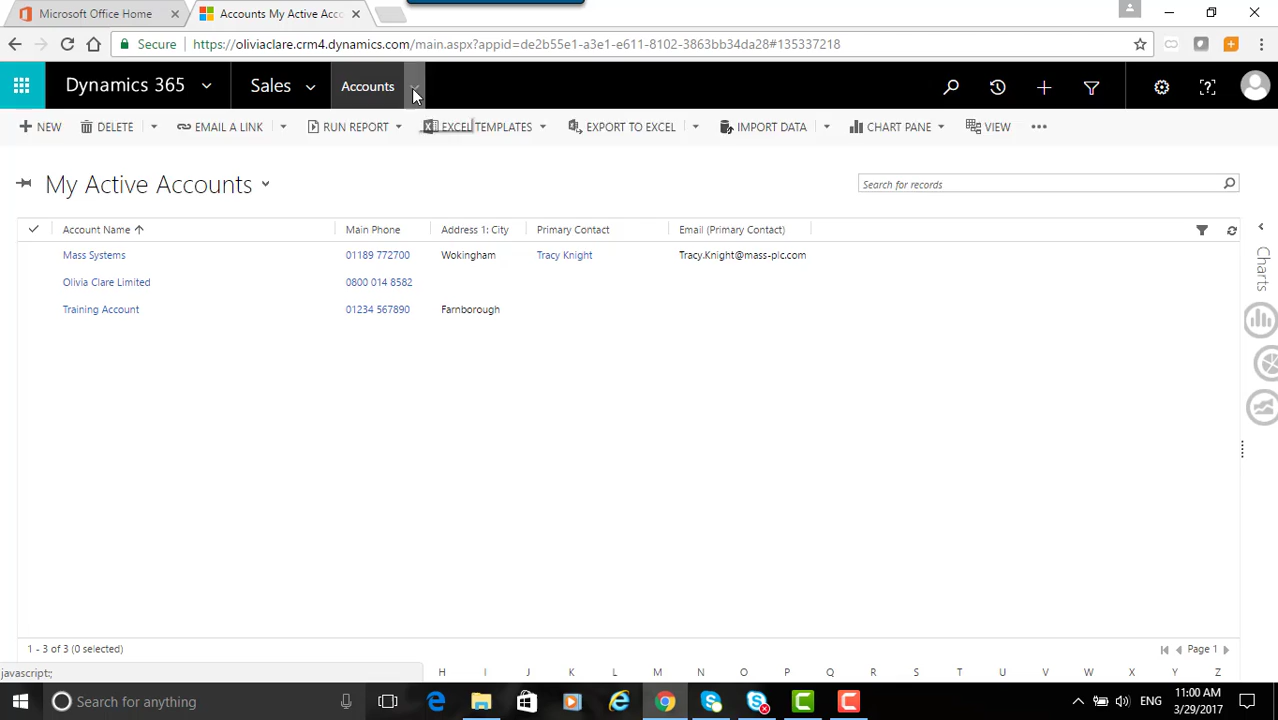 Microsoft Office Home
Accounts My Active Acco
Secure
https://oliviaclare.crm4.dynamics.com/main.aspx?appid=de2b55e1-a3e1-e611-8102-3863bb34da28#135337218
Dynamics 365
Sales
Accounts
NEW
DELETE
EMAIL A LINK
RUN REPORT
EXCEL TEMPLATES
EXPORT TO EXCEL
IMPORT DATA
CHART PANE
VIEW
My Active Accounts
Search for records
Account Name
Main Phone
Address 1: City
Primary Contact
Email (Primary Contact)
Mass Systems
01189 772700
Wokingham
Tracy Knight
Tracy.Knight@mass-plc.com
Olivia Clare Limited
0800 014 8582
Training Account
01234 567890
Farnborough
Charts
1 - 3 of 3 (0 selected)
Page 1
javascript:;
H I J K L M N O P Q R S T U V W X Y Z
Search for anything
ENG
11:00 AM
3/29/2017